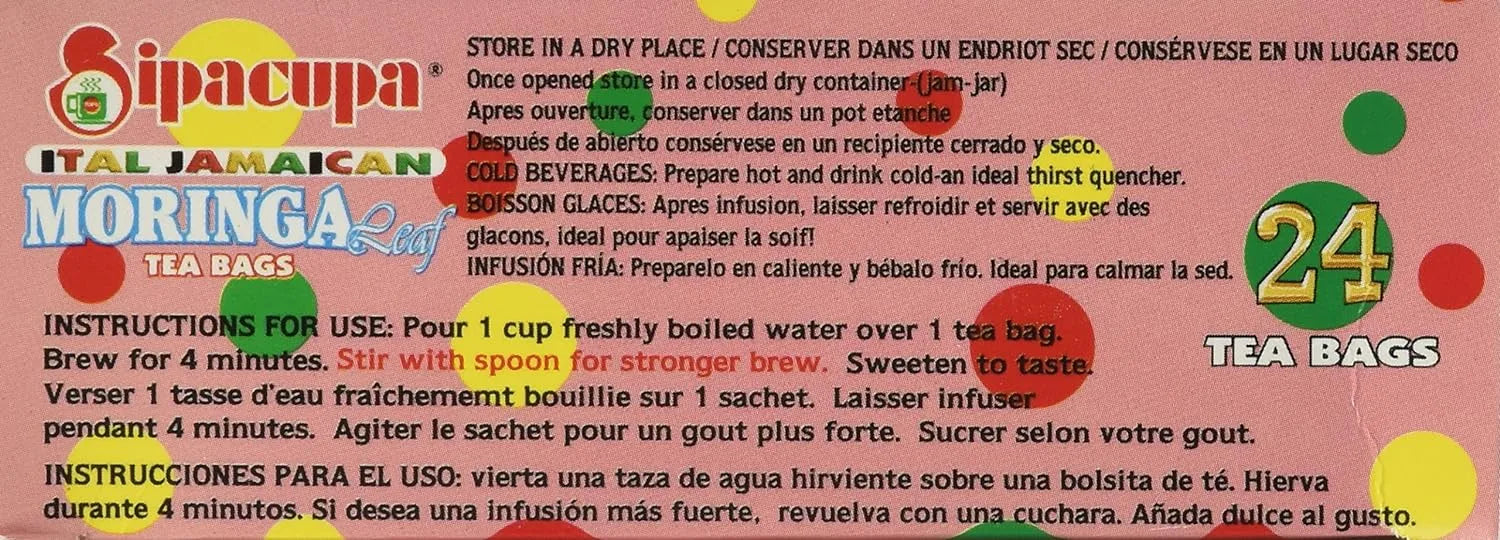 Sipacupa®
ITAL JAMAICAN
MORINGA Leaf
TEA BAGS
STORE IN A DRY PLACE / CONSERVER DANS UN ENDRIOT SEC / CONSÉRVESE EN UN LUGAR SECO
Once opened store in a closed dry container-(jam-jar)
Apres ouverture, conserver dans un pot etanche
Después de abierto consérvese en un recipiente cerrado y seco.
COLD BEVERAGES: Prepare hot and drink cold-an ideal thirst quencher.
BOISSON GLACES: Apres infusion, laisser refroidir et servir avec des
glacons, ideal pour apaiser la soif!
INFUSIÓN FRÍA: Preparelo en caliente y bébalo frío. Ideal para calmar la sed.
24
TEA BAGS
INSTRUCTIONS FOR USE: Pour 1 cup freshly boiled water over 1 tea bag.
Brew for 4 minutes. Stir with spoon for stronger brew. Sweeten to taste.
Verser 1 tasse d'eau fraîchememt bouillie sur 1 sachet. Laisser infuser
pendant 4 minutes. Agiter le sachet pour un gout plus forte. Sucrer selon votre gout.
INSTRUCCIONES PARA EL USO: vierta una taza de agua hirviente sobre una bolsita de té. Hierva
durante 4 minutos. Si desea una infusión más fuerte, revuelva con una cuchara. Añada dulce al gusto.